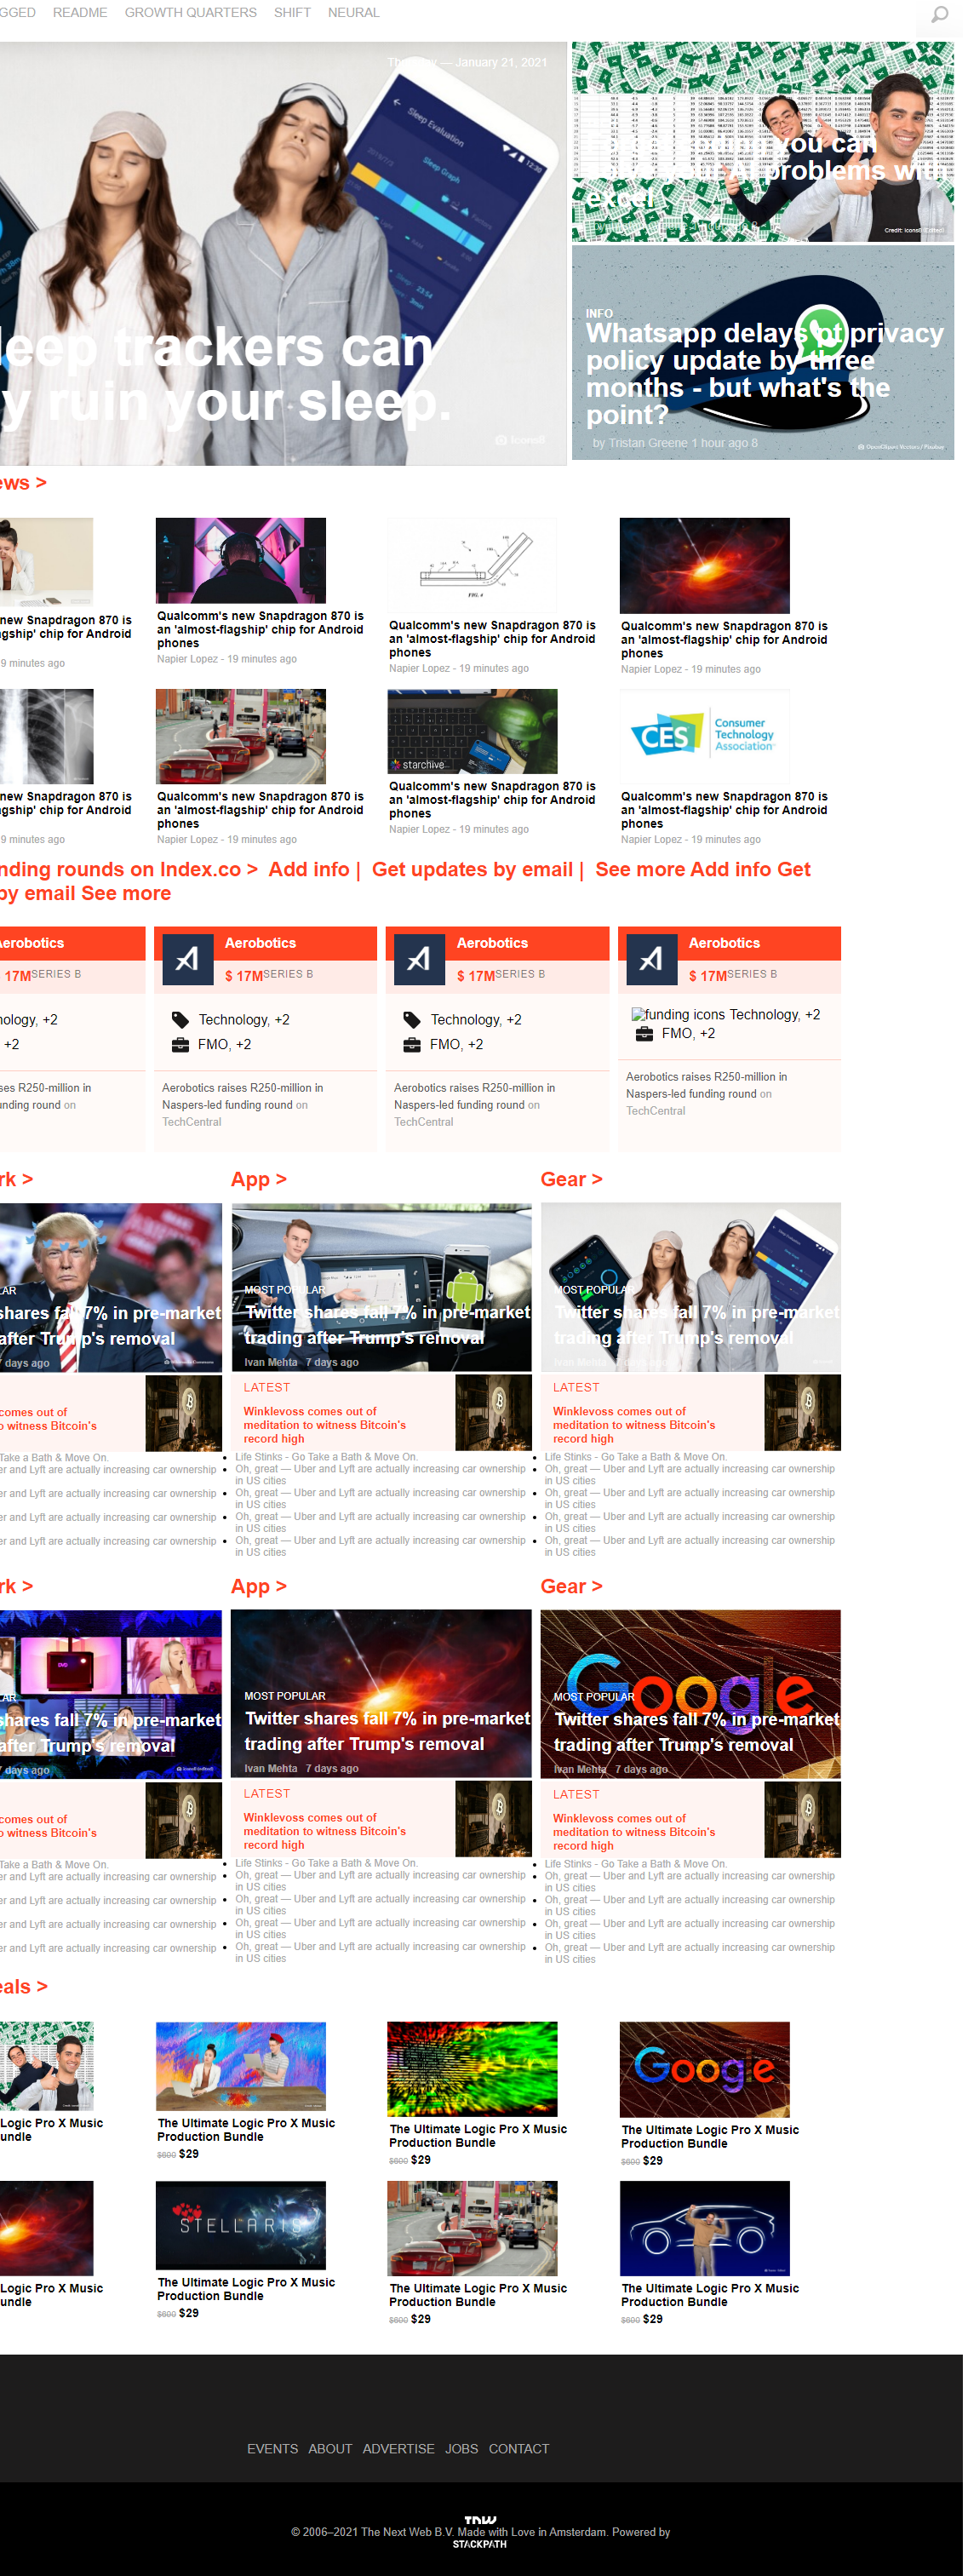 GGED README GROWTH QUARTERS SHIFT NEURAL
January 21, 2021
you can
problems with
excel
INFO
Whatsapp delays pt privacy
policy update by three
months - but what's the
point?
by Tristan Greene 1 hour ago 8
leep trackers can
y ruin your sleep.
ews >
new Snapdragon 870 is
gship' chip for Android
9 minutes ago
Qualcomm's new Snapdragon 870 is
an 'almost-flagship' chip for Android
phones
Napier Lopez - 19 minutes ago
Qualcomm's new Snapdragon 870 is
an 'almost-flagship' chip for Android
phones
Napier Lopez - 19 minutes ago
Qualcomm's new Snapdragon 870 is
an 'almost-flagship' chip for Android
phones
Napier Lopez - 19 minutes ago
starchive
CES Consumer
Technology
Association
new Snapdragon 870 is
gship' chip for Android
9 minutes ago
Qualcomm's new Snapdragon 870 is
an 'almost-flagship' chip for Android
phones
Napier Lopez - 19 minutes ago
Qualcomm's new Snapdragon 870 is
an 'almost-flagship' chip for Android
phones
Napier Lopez - 19 minutes ago
Qualcomm's new Snapdragon 870 is
an 'almost-flagship' chip for Android
phones
Napier Lopez - 19 minutes ago
nding rounds on Index.co > Add info | Get updates by email | See more Add info Get
by email See more
Aerobotics
17M SERIES B
nology, +2
+2
ses R250-million in
unding round on
Aerobotics
$ 17M SERIES B
Technology, +2
FMO, +2
Aerobotics raises R250-million in
Naspers-led funding round on
TechCentral
Aerobotics
$ 17M SERIES B
Technology, +2
FMO, +2
Aerobotics raises R250-million in
Naspers-led funding round on
TechCentral
Aerobotics
$ 17M SERIES B
funding icons Technology, +2
FMO, +2
Aerobotics raises R250-million in
Naspers-led funding round on
TechCentral
rk >
LAR
shares fall 7% in pre-market
after Trump's removal
7 days ago
comes out of
o witness Bitcoin's
Take a Bath & Move On.
er and Lyft are actually increasing car ownership
er and Lyft are actually increasing car ownership
er and Lyft are actually increasing car ownership
er and Lyft are actually increasing car ownership
App >
MOST POPULAR
Twitter shares fall 7% in pre-market
trading after Trump's removal
Ivan Mehta 7 days ago
LATEST
Winklevoss comes out of
meditation to witness Bitcoin's
record high
Life Stinks - Go Take a Bath & Move On.
Oh, great — Uber and Lyft are actually increasing car ownership
in US cities
Oh, great — Uber and Lyft are actually increasing car ownership
in US cities
Oh, great — Uber and Lyft are actually increasing car ownership
in US cities
Oh, great — Uber and Lyft are actually increasing car ownership
in US cities
Gear >
MOST POPULAR
Twitter shares fall 7% in pre-market
trading after Trump's removal
Ivan Mehta 7 days ago
LATEST
Winklevoss comes out of
meditation to witness Bitcoin's
record high
Life Stinks - Go Take a Bath & Move On.
Oh, great — Uber and Lyft are actually increasing car ownership
in US cities
Oh, great — Uber and Lyft are actually increasing car ownership
in US cities
Oh, great — Uber and Lyft are actually increasing car ownership
in US cities
Oh, great — Uber and Lyft are actually increasing car ownership
in US cities
rk >
LAR
shares fall 7% in pre-market
after Trump's removal
7 days ago
comes out of
o witness Bitcoin's
Take a Bath & Move On.
er and Lyft are actually increasing car ownership
er and Lyft are actually increasing car ownership
er and Lyft are actually increasing car ownership
er and Lyft are actually increasing car ownership
App >
MOST POPULAR
Twitter shares fall 7% in pre-market
trading after Trump's removal
Ivan Mehta 7 days ago
LATEST
Winklevoss comes out of
meditation to witness Bitcoin's
record high
Life Stinks - Go Take a Bath & Move On.
Oh, great — Uber and Lyft are actually increasing car ownership
in US cities
Oh, great — Uber and Lyft are actually increasing car ownership
in US cities
Oh, great — Uber and Lyft are actually increasing car ownership
in US cities
Oh, great — Uber and Lyft are actually increasing car ownership
in US cities
Gear >
Google
MOST POPULAR
Twitter shares fall 7% in pre-market
trading after Trump's removal
Ivan Mehta 7 days ago
LATEST
Winklevoss comes out of
meditation to witness Bitcoin's
record high
Life Stinks - Go Take a Bath & Move On.
Oh, great — Uber and Lyft are actually increasing car ownership
in US cities
Oh, great — Uber and Lyft are actually increasing car ownership
in US cities
Oh, great — Uber and Lyft are actually increasing car ownership
in US cities
Oh, great — Uber and Lyft are actually increasing car ownership
in US cities
eals >
Google
Logic Pro X Music
undle
The Ultimate Logic Pro X Music
Production Bundle
$600 $29
The Ultimate Logic Pro X Music
Production Bundle
$600 $29
The Ultimate Logic Pro X Music
Production Bundle
$600 $29
STELLARIS
Logic Pro X Music
undle
The Ultimate Logic Pro X Music
Production Bundle
$600 $29
The Ultimate Logic Pro X Music
Production Bundle
$600 $29
The Ultimate Logic Pro X Music
Production Bundle
$600 $29
EVENTS ABOUT ADVERTISE JOBS CONTACT
TNW
© 2006–2021 The Next Web B.V. Made with Love in Amsterdam. Powered by
STACKPATH